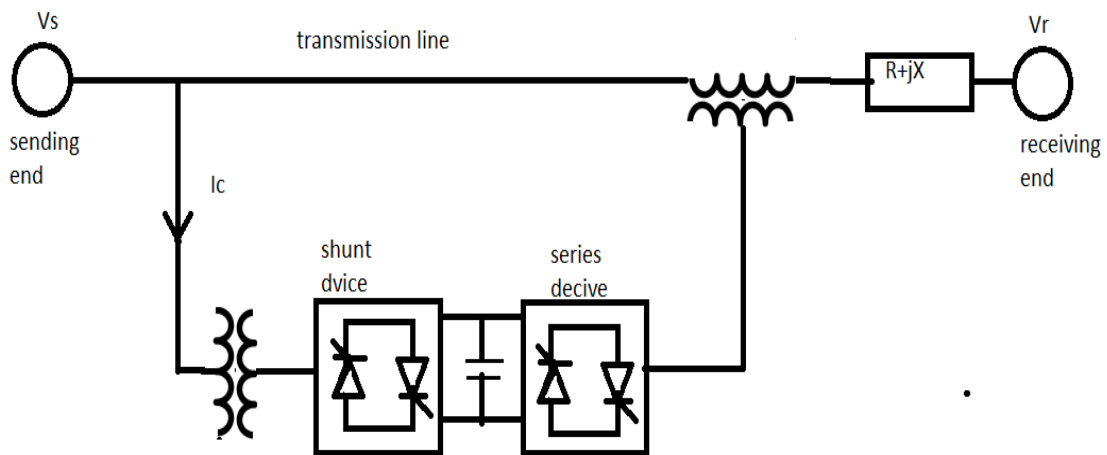 Vs
transmission line
Vr
R+jX
sending
end
receiving
end
Ic
shunt
dvice
series
decive